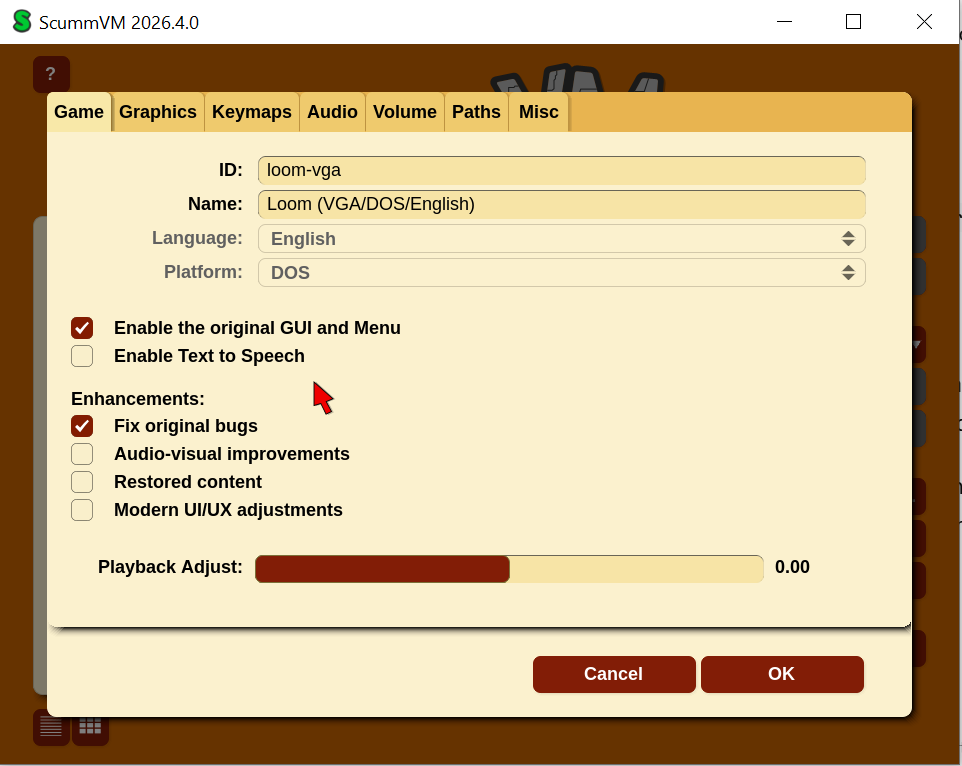 ScummVM 2026.4.0
?
Game Graphics Keymaps Audio Volume Paths Misc
ID: loom-vga
Name: Loom (VGA/DOS/English)
Language: English
Platform: DOS
Enable the original GUI and Menu
Enable Text to Speech
Enhancements:
Fix original bugs
Audio-visual improvements
Restored content
Modern UI/UX adjustments
Playback Adjust: 0.00
Cancel OK